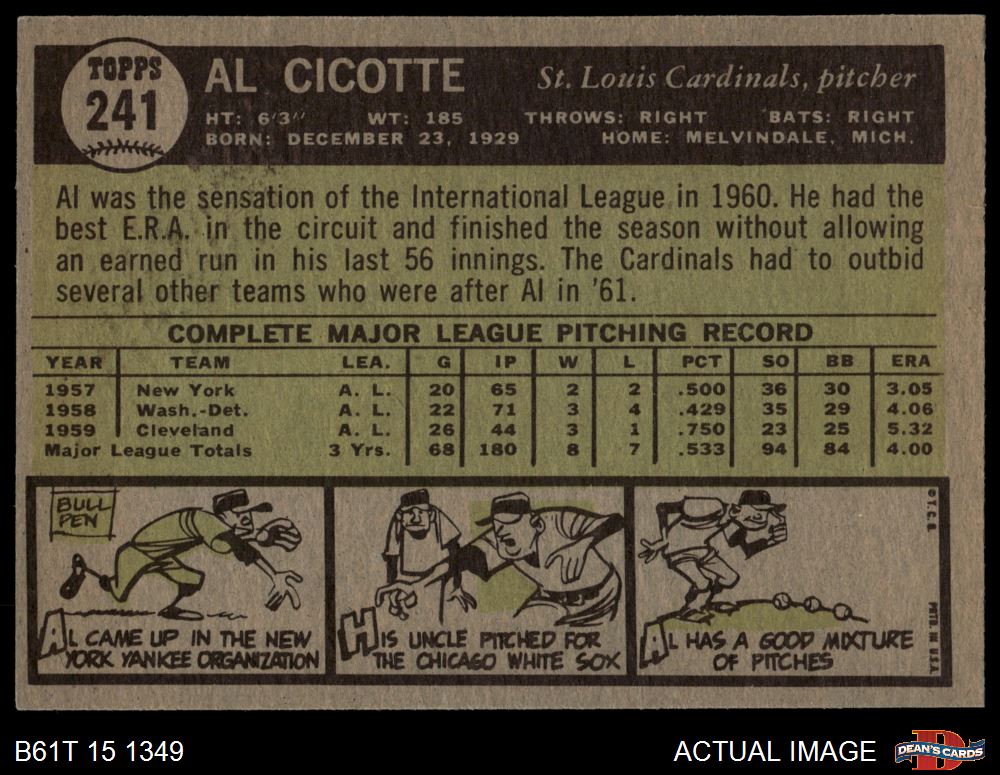 TOPPS
241
AL CICOTTE
St. Louis Cardinals, pitcher
HT: 6'3" WT: 185 THROWS: RIGHT BATS: RIGHT
BORN: DECEMBER 23, 1929 HOME: MELVINDALE, MICH.
Al was the sensation of the International League in 1960. He had the
best E.R.A. in the circuit and finished the season without allowing
an earned run in his last 56 innings. The Cardinals had to outbid
several other teams who were after Al in '61.
COMPLETE MAJOR LEAGUE PITCHING RECORD
YEAR TEAM LEA. G IP W L PCT SO BB ERA
1957 New York A. L. 20 65 2 2 .500 36 30 3.05
1958 Wash.-Det. A. L. 22 71 3 4 .429 35 29 4.06
1959 Cleveland A. L. 26 44 3 1 .750 23 25 5.32
Major League Totals 3 Yrs. 68 180 8 7 .533 94 84 4.00
BULL
PEN
AL CAME UP IN THE NEW
YORK YANKEE ORGANIZATION
HIS UNCLE PITCHED FOR
THE CHICAGO WHITE SOX
AL HAS A GOOD MIXTURE
OF PITCHES
© T. C. G.
PRTD. IN U.S.A.
B61T 15 1349
ACTUAL IMAGE
DEAN'S CARDS